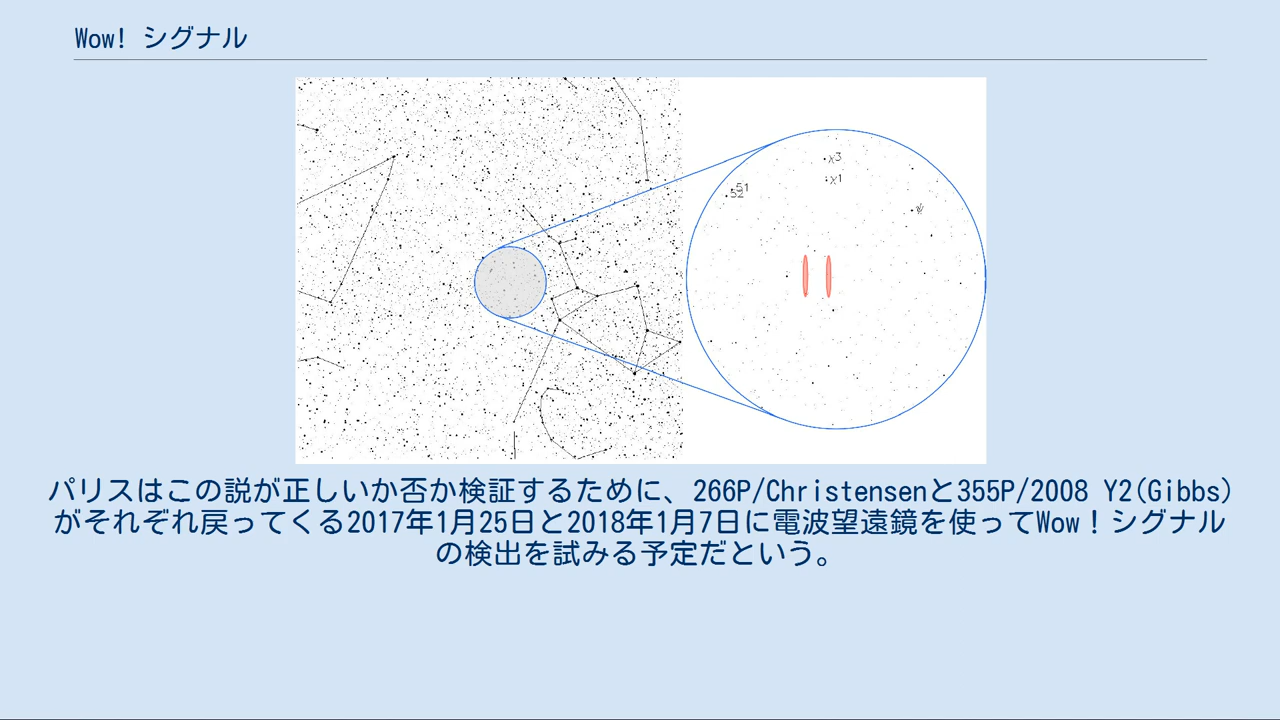 Wow! シグナル
χ3
χ1
51
52
ψ
パリスはこの説が正しいか否か検証するために、266P/Christensenと355P/2008 Y2(Gibbs)
がそれぞれ戻ってくる2017年1月25日と2018年1月7日に電波望遠鏡を使ってWow！シグナル
の検出を試みる予定だという。